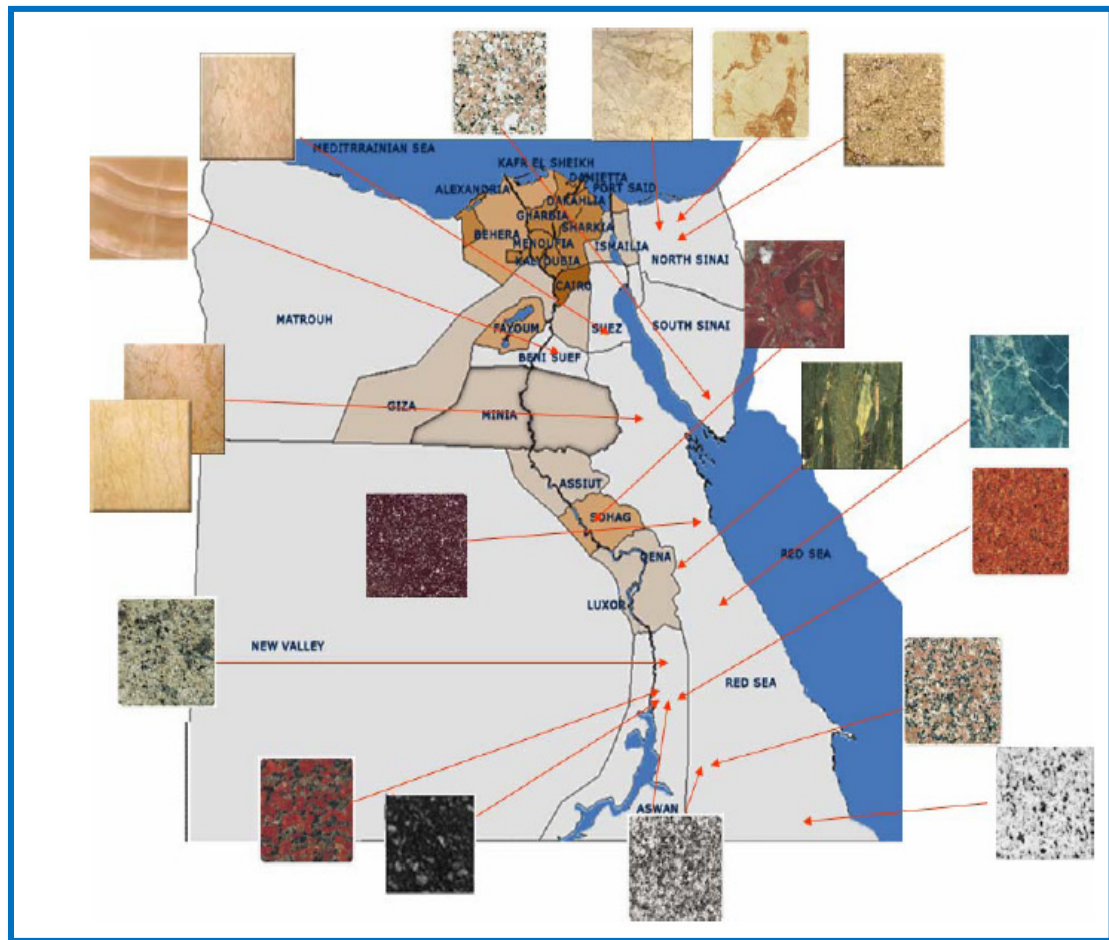 MEDITRRAINIAN SEA
KAFR EL SHEIKH
DAMIETTA
ALEXANDRIA
PORT SAID
DAKAHLIA
GHARBIA
SHARKIA
BEHERA
MENOUFIA
ISMAILIA
KALYOUBIA
NORTH SINAI
CAIRO
MATROUH
FAYOUM
SUEZ
SOUTH SINAI
BENI SUEF
GIZA
MINIA
ASSIUT
SOHAG
QENA
RED SEA
LUXOR
NEW VALLEY
RED SEA
ASWAN